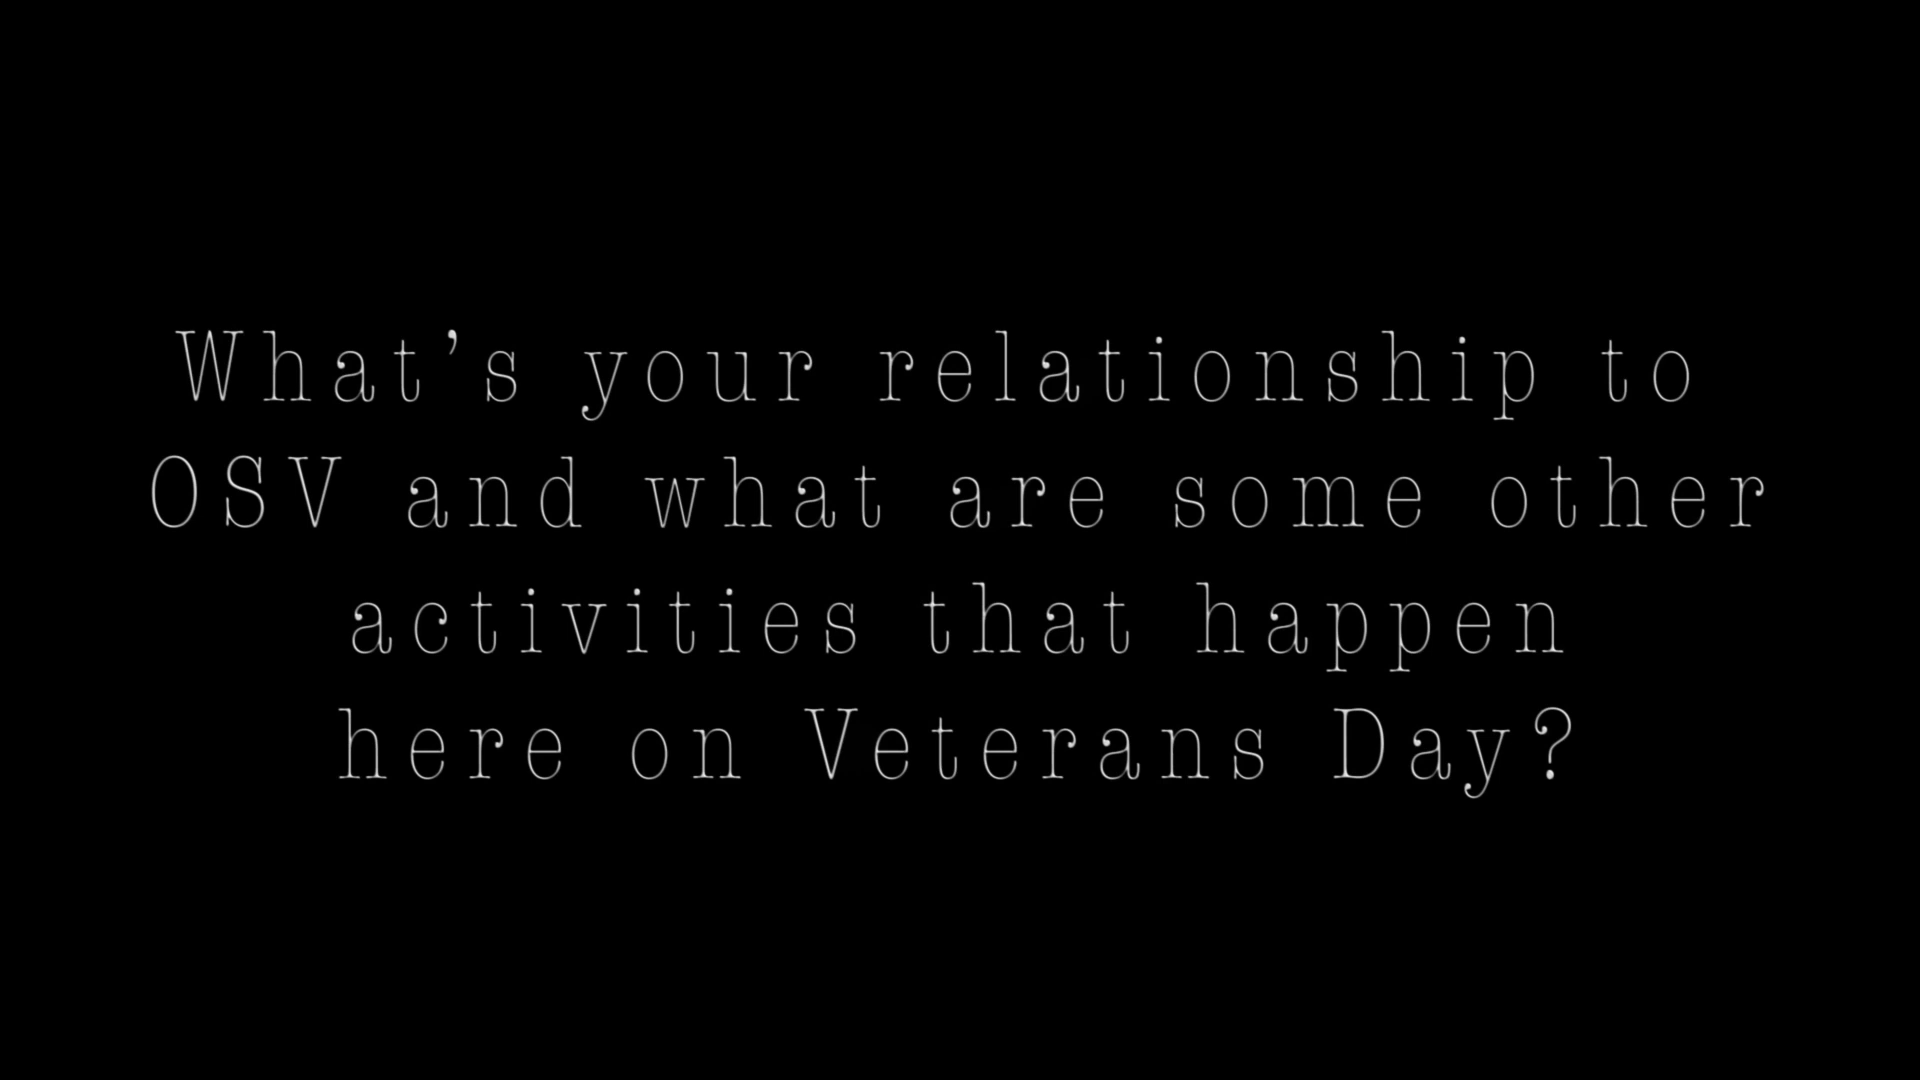 What’s your relationship to
OSV and what are some other
activities that happen
here on Veterans Day?